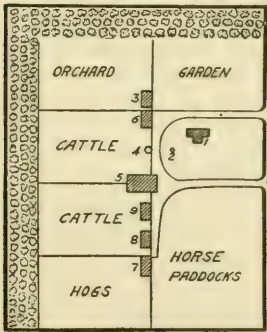 ORCHARD
GARDEN
3
6
1
CATTLE
4
2
5
CATTLE
9
8
HORSE
PADDOCKS
7
HOGS